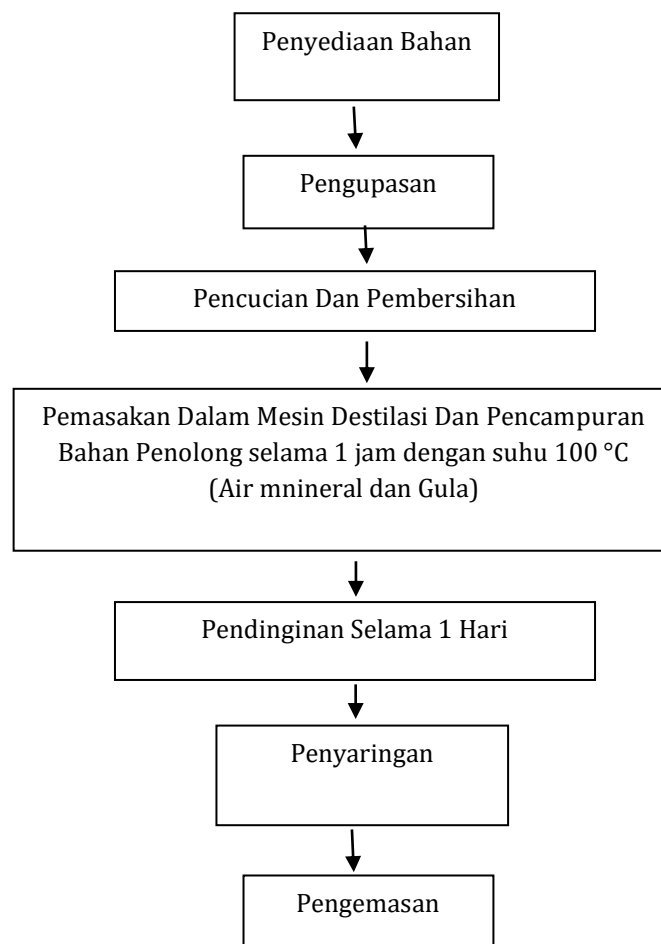 Penyediaan Bahan
Pengupasan
Pencucian Dan Pembersihan
Pemasakan Dalam Mesin Destilasi Dan Pencampuran
Bahan Penolong selama 1 jam dengan suhu 100 °C
(Air mnineral dan Gula)
Pendinginan Selama 1 Hari
Penyaringan
Pengemasan